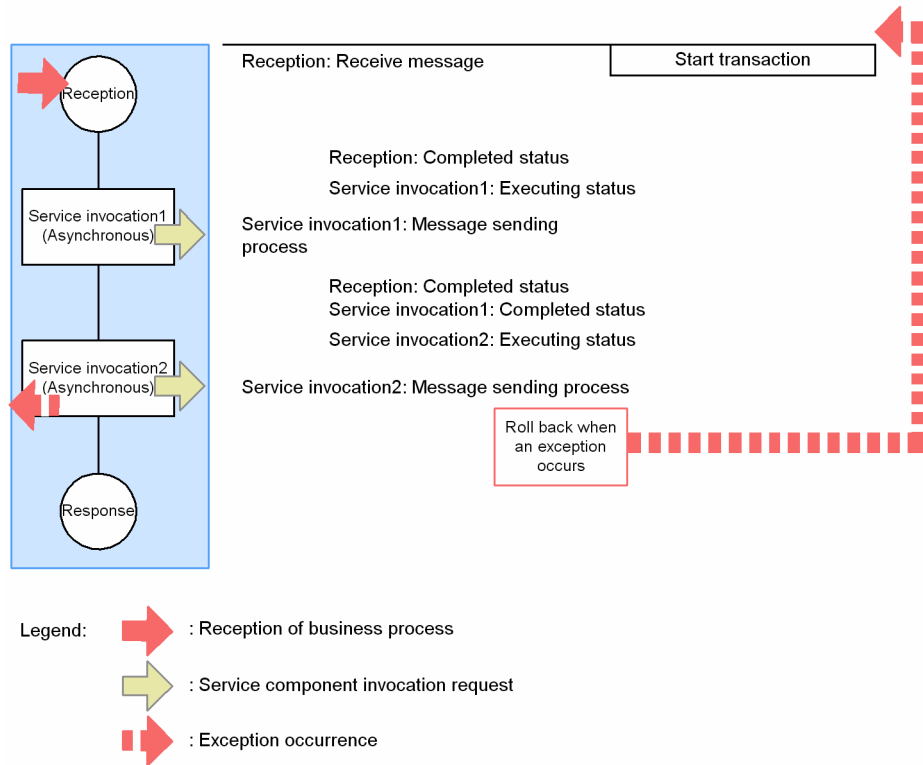 Reception: Receive message
Start transaction
Reception
Reception: Completed status
Service invocation1: Executing status
Service invocation1
(Asynchronous)
Service invocation1: Message sending
process
Reception: Completed status
Service invocation1: Completed status
Service invocation2: Executing status
Service invocation2
(Asynchronous)
Service invocation2: Message sending process
Roll back when
an exception
occurs
Response
Legend:
: Reception of business process
: Service component invocation request
: Exception occurrence